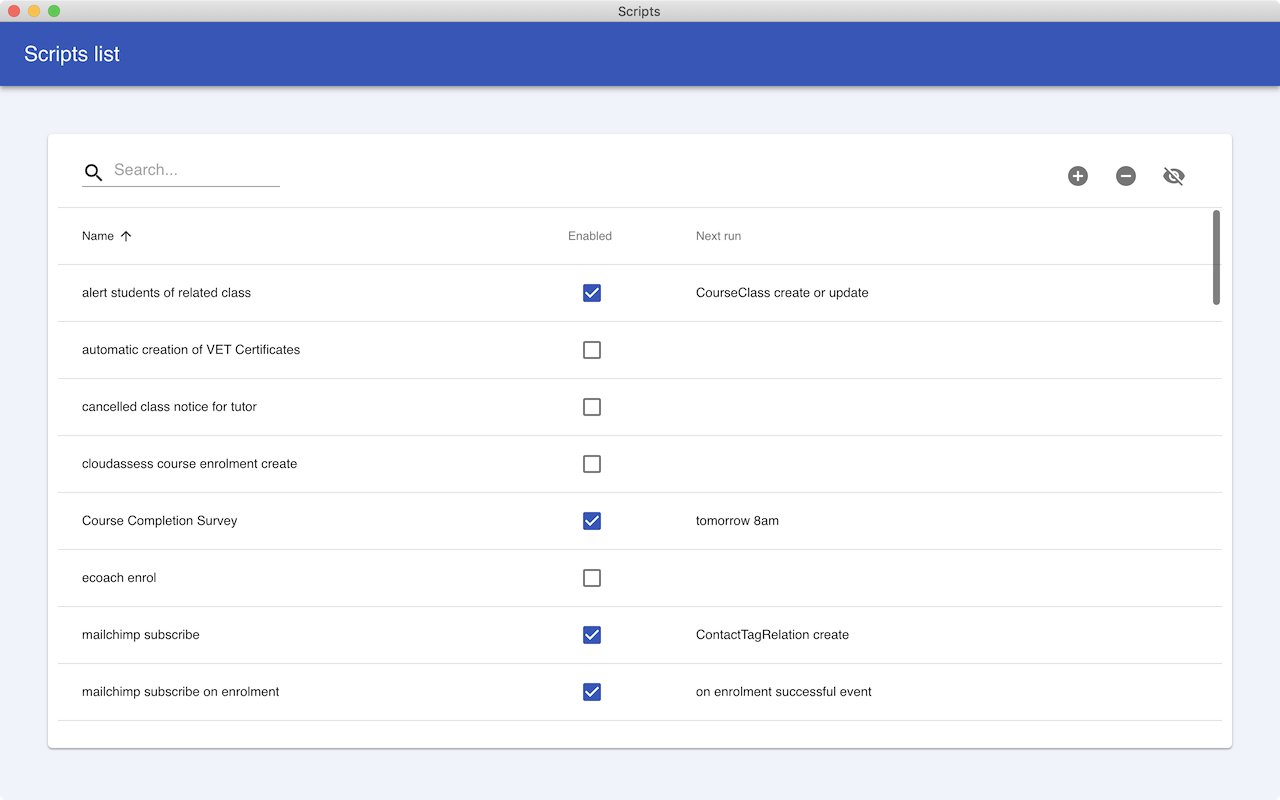 Scripts
Scripts list
Search...
Name Enabled Next run
alert students of related class CourseClass create or update
automatic creation of VET Certificates
cancelled class notice for tutor
cloudassess course enrolment create
Course Completion Survey tomorrow 8am
ecoach enrol
mailchimp subscribe ContactTagRelation create
mailchimp subscribe on enrolment on enrolment successful event